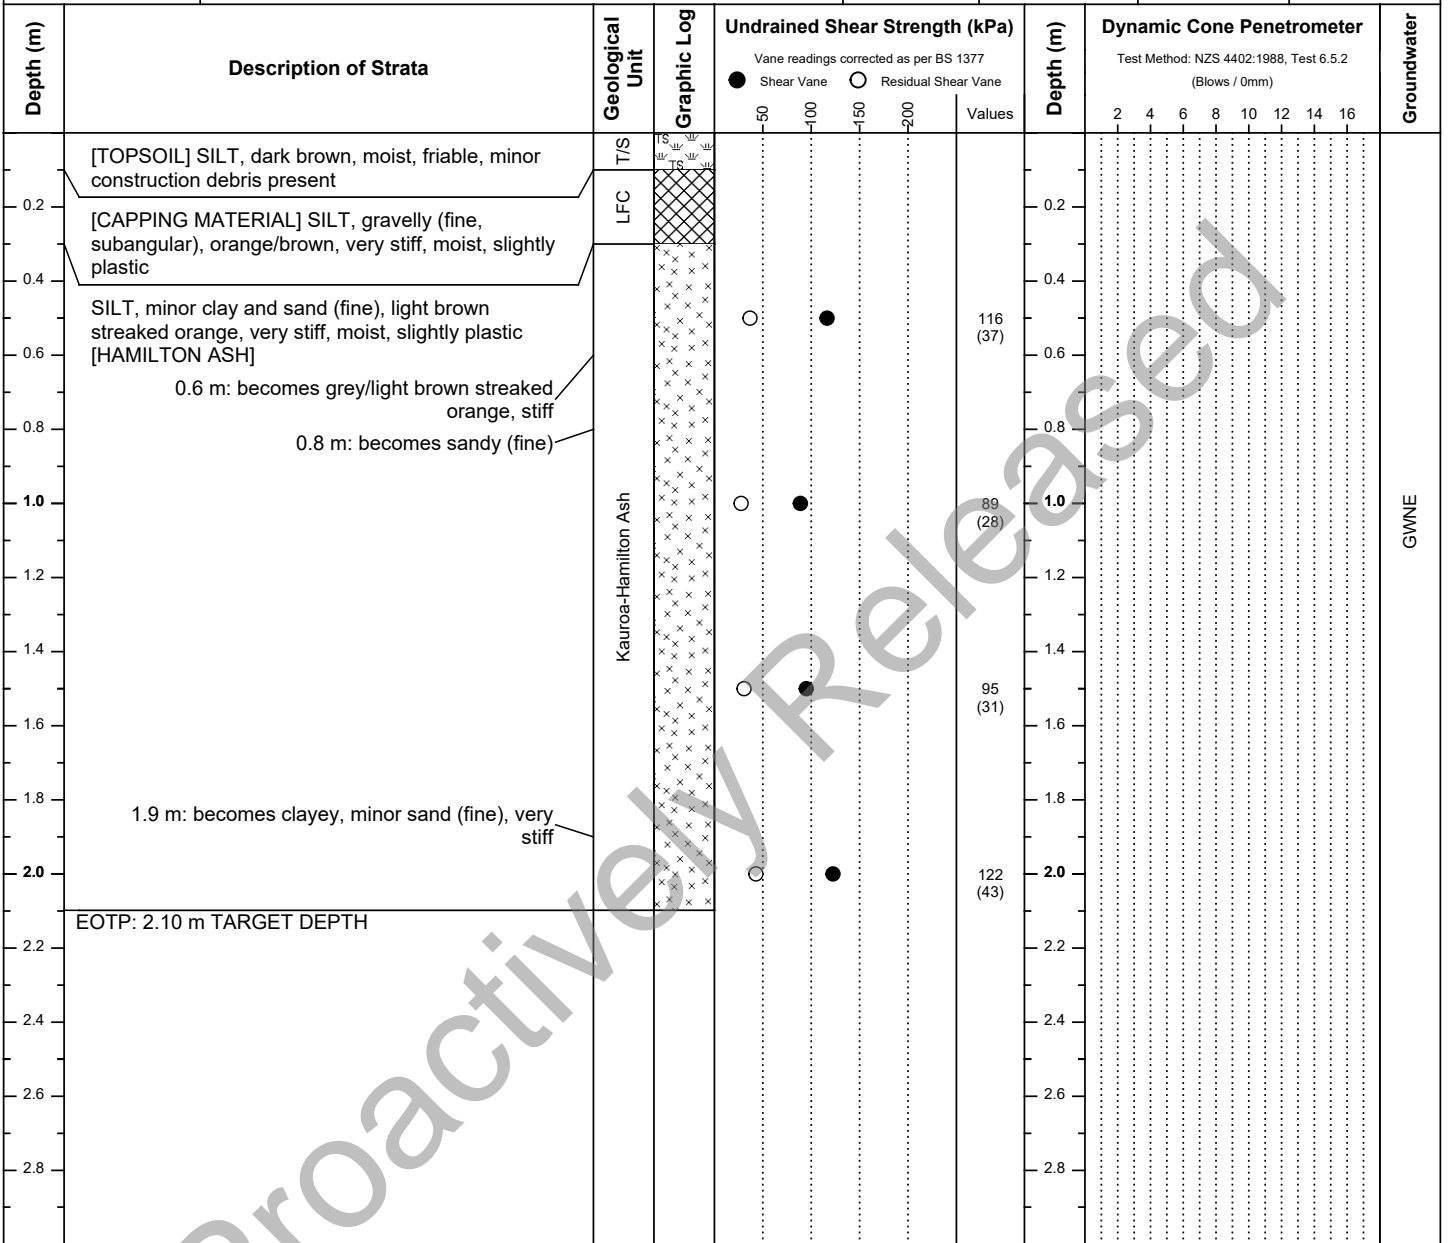 Depth (m)
Description of Strata
Geological
Unit
Graphic Log
Undrained Shear Strength (kPa)
Vane readings corrected as per BS 1377
Shear Vane
Residual Shear Vane
50
100
150
200
Values
Depth (m)
Dynamic Cone Penetrometer
Test Method: NZS 4402:1988, Test 6.5.2
(Blows / 0mm)
2 4 6 8 10 12 14 16
Groundwater
[TOPSOIL] SILT, dark brown, moist, friable, minor
construction debris present
T/S
TS
TS
[CAPPING MATERIAL] SILT, gravelly (fine,
subangular), orange/brown, very stiff, moist, slightly
plastic
LFC
SILT, minor clay and sand (fine), light brown
streaked orange, very stiff, moist, slightly plastic
[HAMILTON ASH]
0.6 m: becomes grey/light brown streaked
orange, stiff
0.8 m: becomes sandy (fine)
1.9 m: becomes clayey, minor sand (fine), very
stiff
Kauroa-Hamilton Ash
EOTP: 2.10 m TARGET DEPTH
0.2
0.4
0.6
0.8
1.0
1.2
1.4
1.6
1.8
2.0
2.2
2.4
2.6
2.8
116
(37)
89
(28)
95
(31)
122
(43)
0.2
0.4
0.6
0.8
1.0
1.2
1.4
1.6
1.8
2.0
2.2
2.4
2.6
2.8
GWNE
Proactively Released